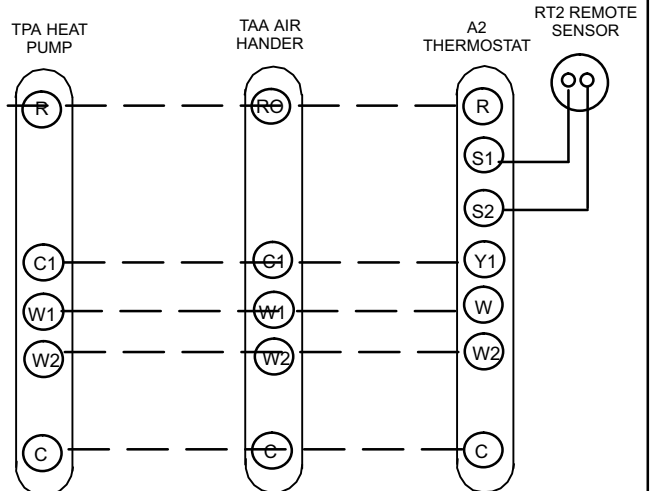 TPA HEAT
PUMP
TAA AIR
HANDER
A2
THERMOSTAT
RT2 REMOTE
SENSOR
R
RO
R
S1
S2
C1
C1
Y1
W1
W1
W
W2
W2
W2
C
C
C